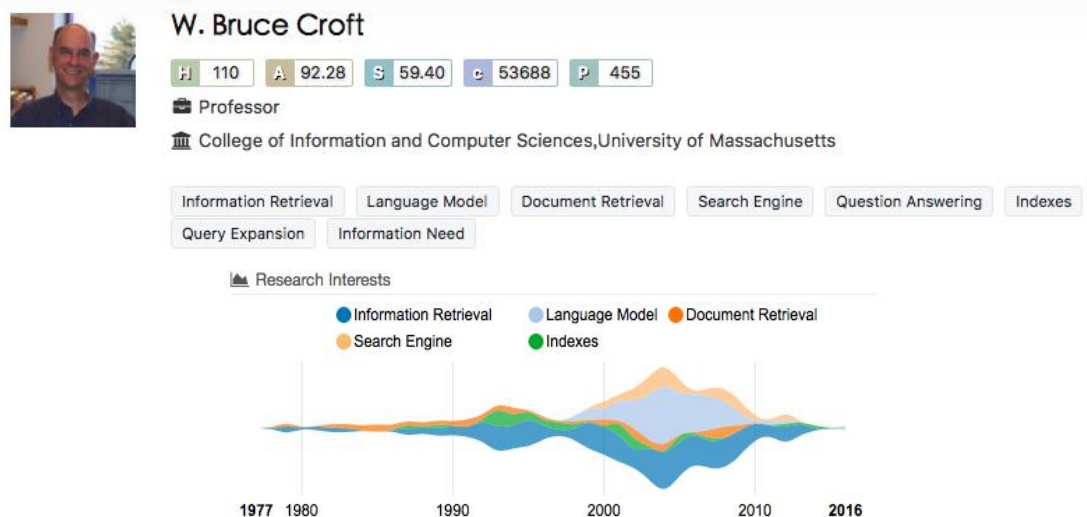 W. Bruce Croft
H 110 A 92.28 S 59.40 c 53688 P 455
Professor
College of Information and Computer Sciences,University of Massachusetts
Information Retrieval Language Model Document Retrieval Search Engine Question Answering Indexes
Query Expansion Information Need
Research Interests
Information Retrieval Language Model Document Retrieval
Search Engine Indexes
1977 1980 1990 2000 2010 2016